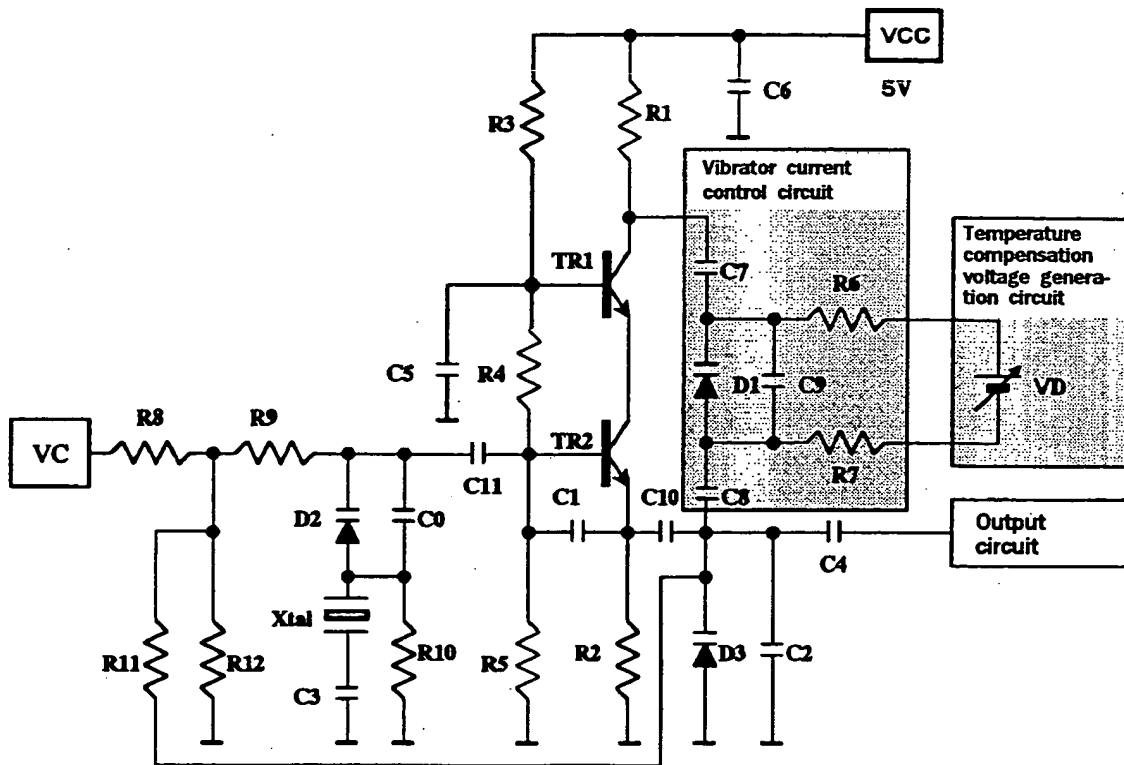 VCC
5V
C6
R3
R1
Vibrator current
control circuit
TR1
C7
R6
Temperature
compensation
voltage genera-
tion circuit
C5
R4
D1
C9
VD
R8
R9
TR2
R7
VC
C11
C1
C10
C8
D2
C0
C4
Output
circuit
Xtal
R11
R12
R10
R5
R2
D3
C2
C3